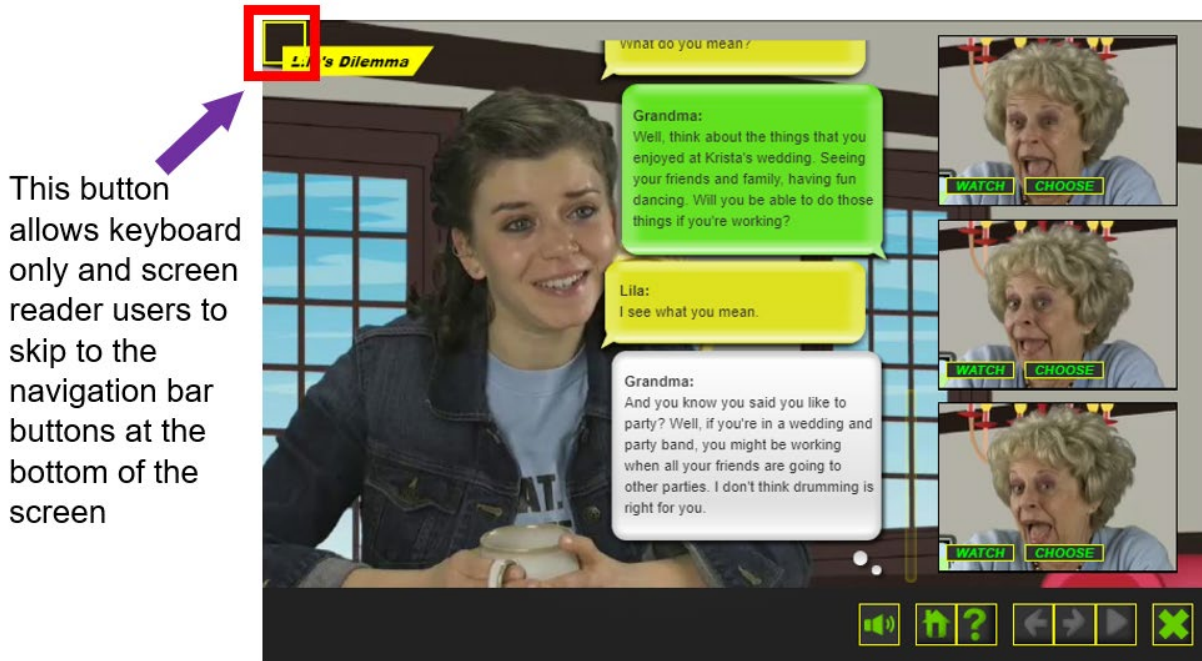 This button
allows keyboard
only and screen
reader users to
skip to the
navigation bar
buttons at the
bottom of the
screen
Lila's Dilemma
What do you mean?
Grandma:
Well, think about the things that you
enjoyed at Krista's wedding. Seeing
your friends and family, having fun
dancing. Will you be able to do those
things if you're working?
Lila:
I see what you mean.
Grandma:
And you know you said you like to
party? Well, if you're in a wedding and
party band, you might be working
when all your friends are going to
other parties. I don't think drumming is
right for you.
WATCH CHOOSE
WATCH CHOOSE
WATCH CHOOSE
?